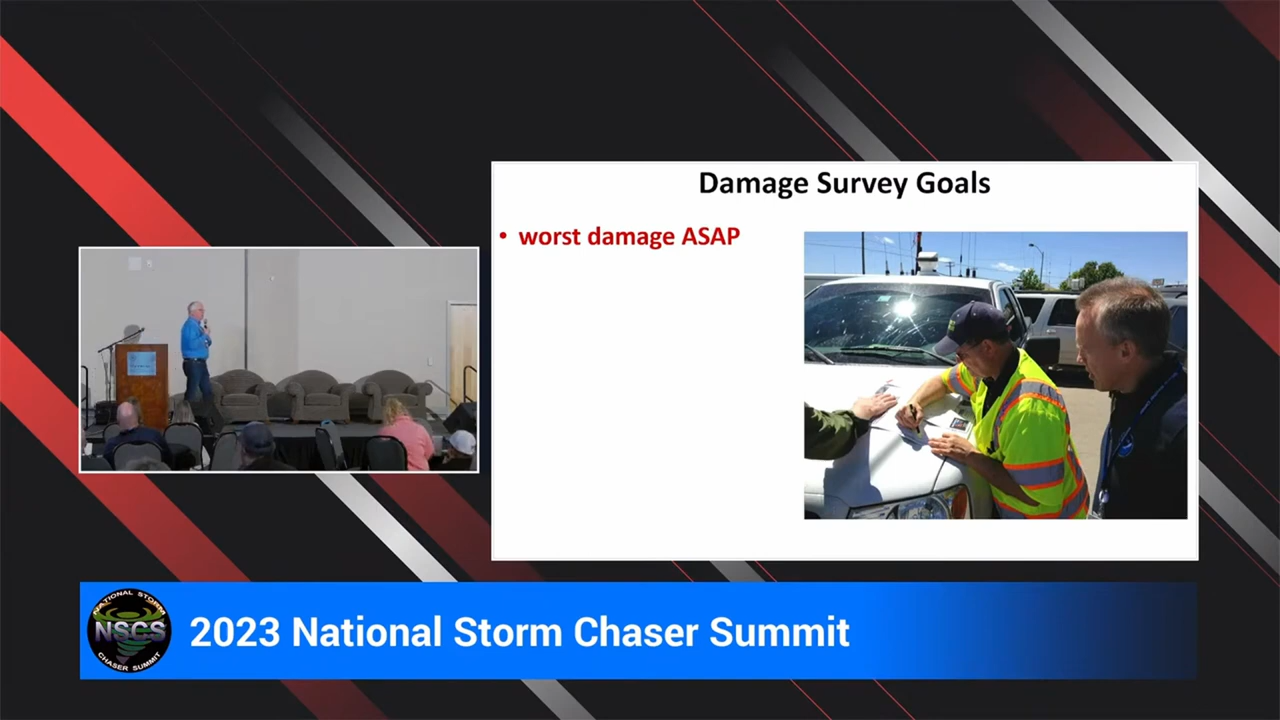 Damage Survey Goals
• worst damage ASAP
NATIONAL STORM
NSCS
CHASER SUMMIT
2023 National Storm Chaser Summit